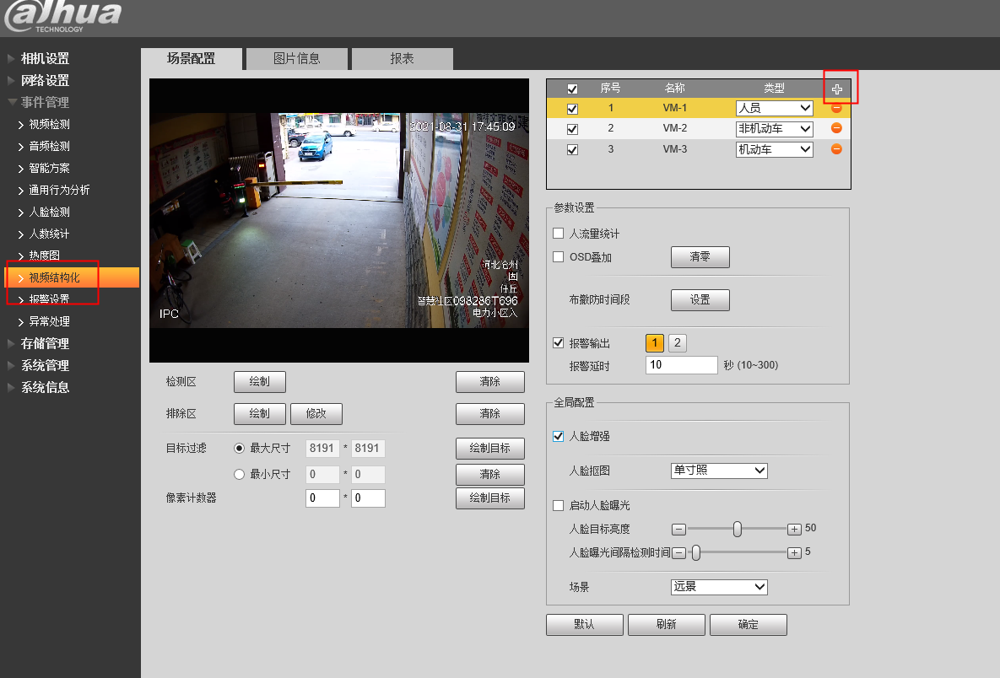 alhua
TECHNOLOGY
相机设置
网络设置
事件管理
视频检测
音频检测
智能方案
通用行为分析
人脸检测
人数统计
热度图
视频结构化
报警设置
异常处理
存储管理
系统管理
系统信息
场景配置
图片信息
报表
2021-08-31 17:45:09
河北沧州
任丘
智慧社区098286T696
电力小区入
IPC
检测区 绘制 清除
排除区 绘制 修改 清除
目标过滤 最大尺寸 8191 * 8191 绘制目标
最小尺寸 0 * 0 清除
像素计数器 0 * 0 绘制目标
序号 名称 类型
1 VM-1 人员
2 VM-2 非机动车
3 VM-3 机动车
参数设置
人流量统计
OSD叠加 清零
布撤防时间段 设置
报警输出 1 2
报警延时 10 秒 (10~300)
全局配置
人脸增强
人脸抠图 单寸照
启动人脸曝光
人脸目标亮度 50
人脸曝光间隔检测时间 5
场景 远景
默认 刷新 确定